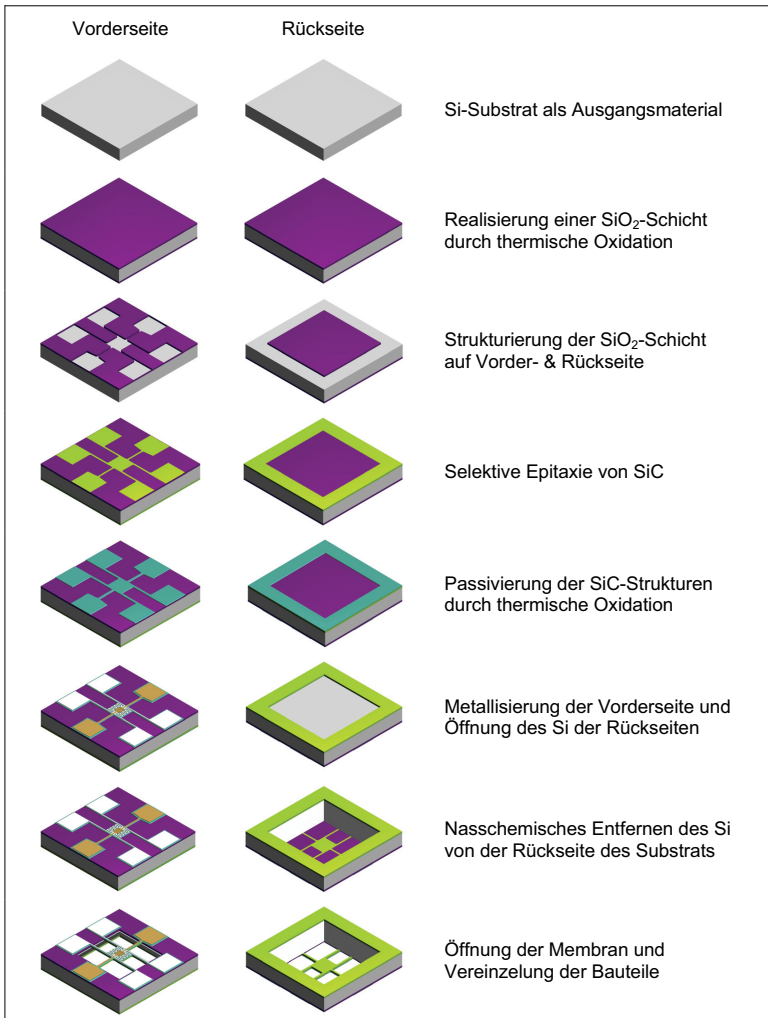 Vorderseite
Rückseite
Si-Substrat als Ausgangsmaterial
Realisierung einer SiO₂-Schicht
durch thermische Oxidation
Strukturierung der SiO₂-Schicht
auf Vorder- & Rückseite
Selektive Epitaxie von SiC
Passivierung der SiC-Strukturen
durch thermische Oxidation
Metallisierung der Vorderseite und
Öffnung des Si der Rückseiten
Nasschemisches Entfernen des Si
von der Rückseite des Substrats
Öffnung der Membran und
Vereinzelung der Bauteile